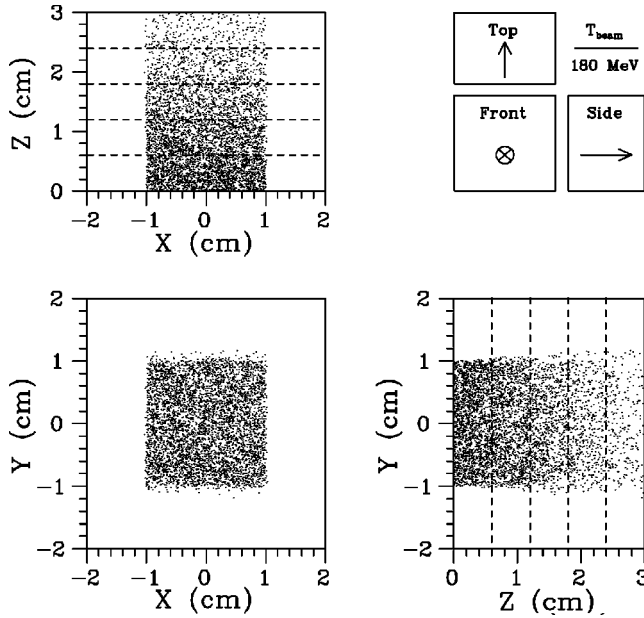 3
2
1
0
Z (cm)
−2 −1 0 1 2
X (cm)
Top
T_beam
180 MeV
Front
Side
2
1
0
−1
−2
Y (cm)
−2 −1 0 1 2
X (cm)
2
1
0
−1
−2
Y (cm)
0 1 2 3
Z (cm)